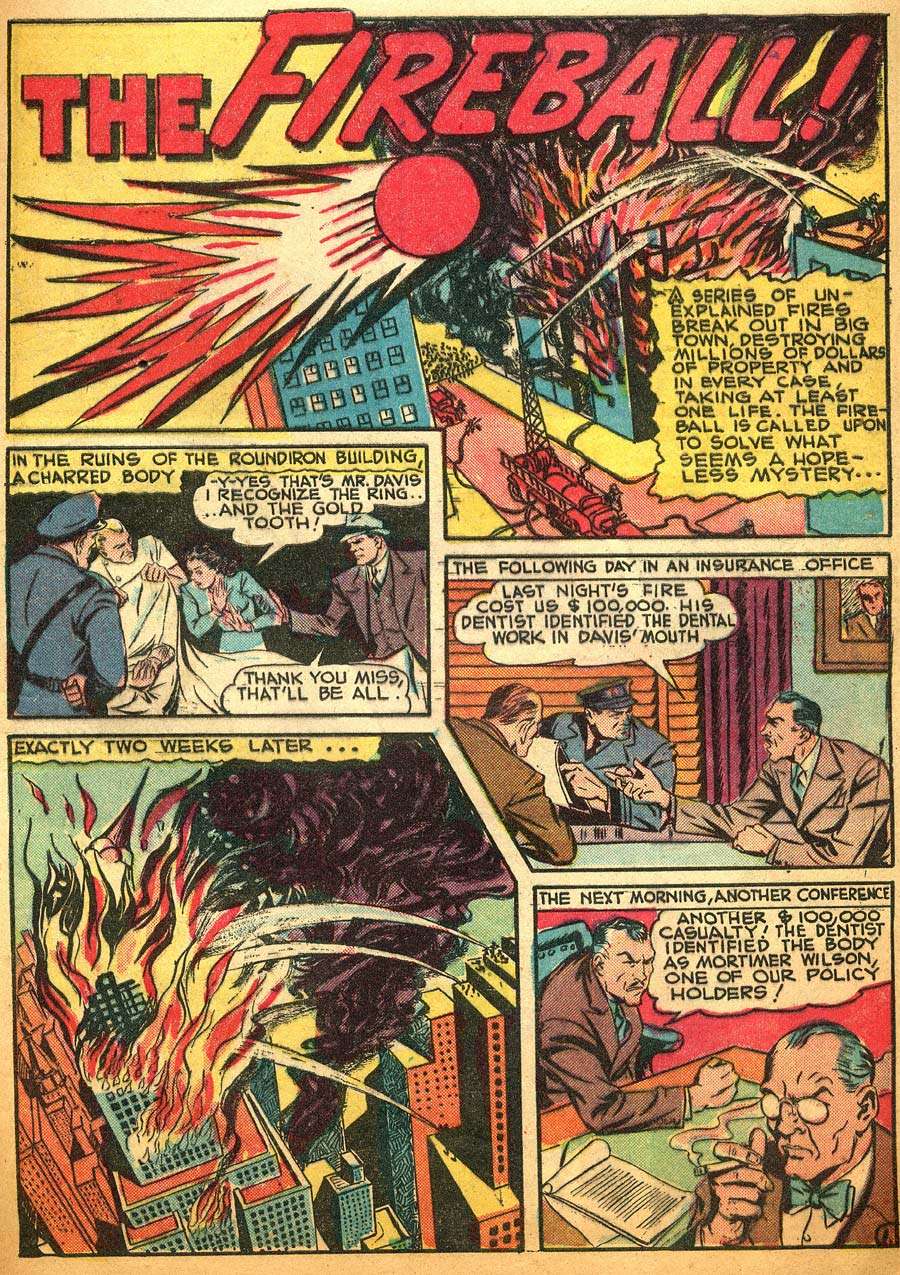 THE FIREBALL!
A SERIES OF UN-
EXPLAINED FIRES
BREAK OUT IN BIG
TOWN, DESTROYING
MILLIONS OF DOLLARS
OF PROPERTY AND
IN EVERY CASE,
TAKING AT LEAST
ONE LIFE. THE FIRE-
BALL IS CALLED UPON
TO SOLVE WHAT
SEEMS A HOPE-
LESS MYSTERY...
IN THE RUINS OF THE ROUNDIRON BUILDING,
A CHARRED BODY
-Y-YES THAT'S MR. DAVIS
I RECOGNIZE THE RING..
..AND THE GOLD
TOOTH!
THANK YOU MISS,
THAT'LL BE ALL!
THE FOLLOWING DAY IN AN INSURANCE OFFICE
LAST NIGHT'S FIRE
COST US $100,000. HIS
DENTIST IDENTIFIED THE DENTAL
WORK IN DAVIS' MOUTH
EXACTLY TWO WEEKS LATER ...
THE NEXT MORNING, ANOTHER CONFERENCE
ANOTHER $100,000
CASUALTY! THE DENTIST
IDENTIFIED THE BODY
AS MORTIMER WILSON,
ONE OF OUR POLICY
HOLDERS!
1